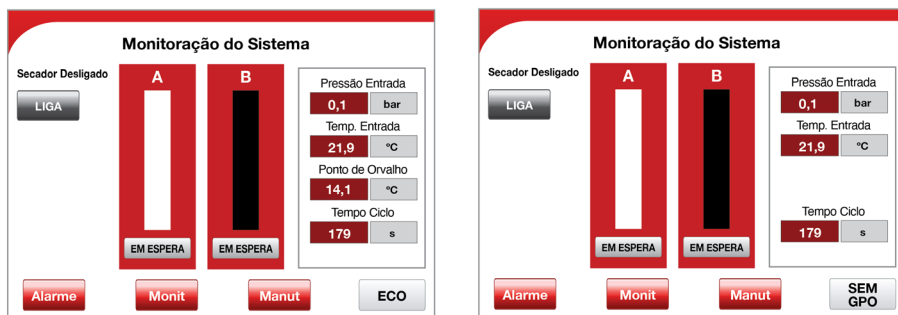 Monitoração do Sistema
Secador Desligado
LIGA
A
B
EM ESPERA
EM ESPERA
Pressão Entrada
0,1 bar
Temp. Entrada
21,9 °C
Ponto de Orvalho
14,1 °C
Tempo Ciclo
179 s
Alarme
Monit
Manut
ECO
Monitoração do Sistema
Secador Desligado
LIGA
A
B
EM ESPERA
EM ESPERA
Pressão Entrada
0,1 bar
Temp. Entrada
21,9 °C
Tempo Ciclo
179 s
Alarme
Monit
Manut
SEM
GPO